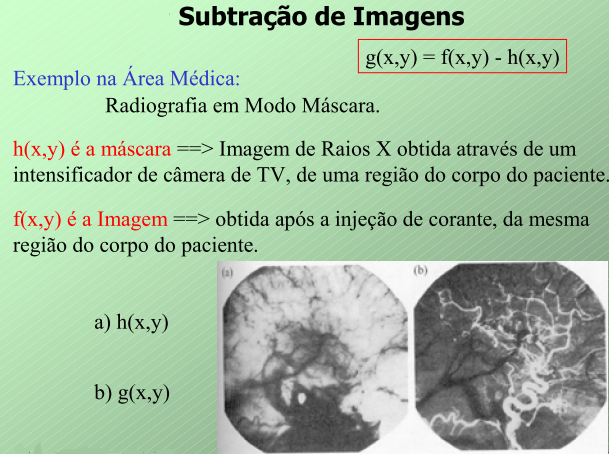 Subtração de Imagens
g(x,y) = f(x,y) - h(x,y)
Exemplo na Área Médica:
Radiografia em Modo Máscara.
h(x,y) é a máscara ==> Imagem de Raios X obtida através de um
intensificador de câmera de TV, de uma região do corpo do paciente.
f(x,y) é a Imagem ==> obtida após a injeção de corante, da mesma
região do corpo do paciente.
(a)
(b)
a) h(x,y)
b) g(x,y)